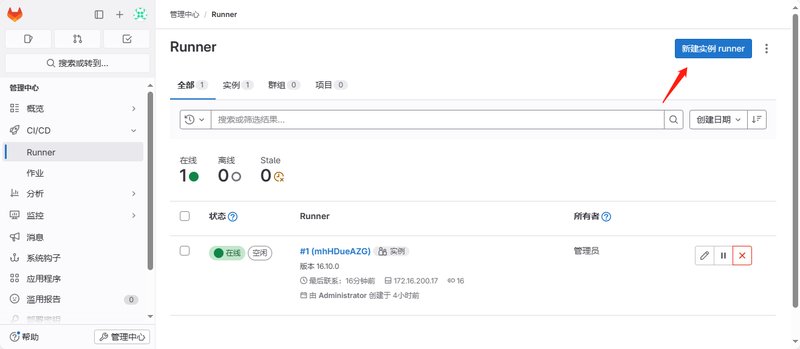 管理中心 / Runner
搜索或转到...
管理中心
概览
CI/CD
Runner
作业
分析
监控
消息
系统钩子
应用程序
滥用报告 0
部署密钥
帮助 管理中心
Runner
新建实例 runner
全部 1 实例 1 群组 0 项目 0
搜索或筛选结果... 创建日期
在线 离线 Stale
1 0 0
状态 Runner 所有者
在线 空闲 #1 (mhHDueAZG) 实例 管理员
版本 16.10.0
最后联系：16分钟前 172.16.200.17 16
由 Administrator 创建于 4小时前